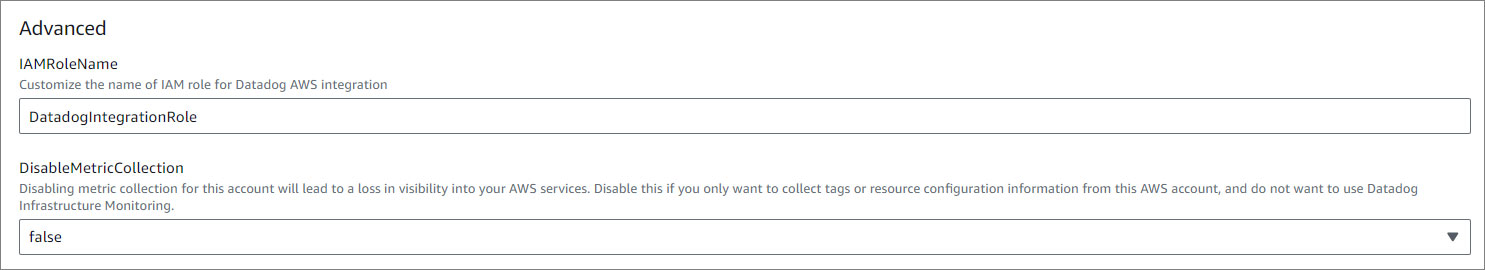 Advanced
IAMRoleName
Customize the name of IAM role for Datadog AWS integration
DatadogIntegrationRole
DisableMetricCollection
Disabling metric collection for this account will lead to a loss in visibility into your AWS services. Disable this if you only want to collect tags or resource configuration information from this AWS account, and do not want to use Datadog
Infrastructure Monitoring.
false